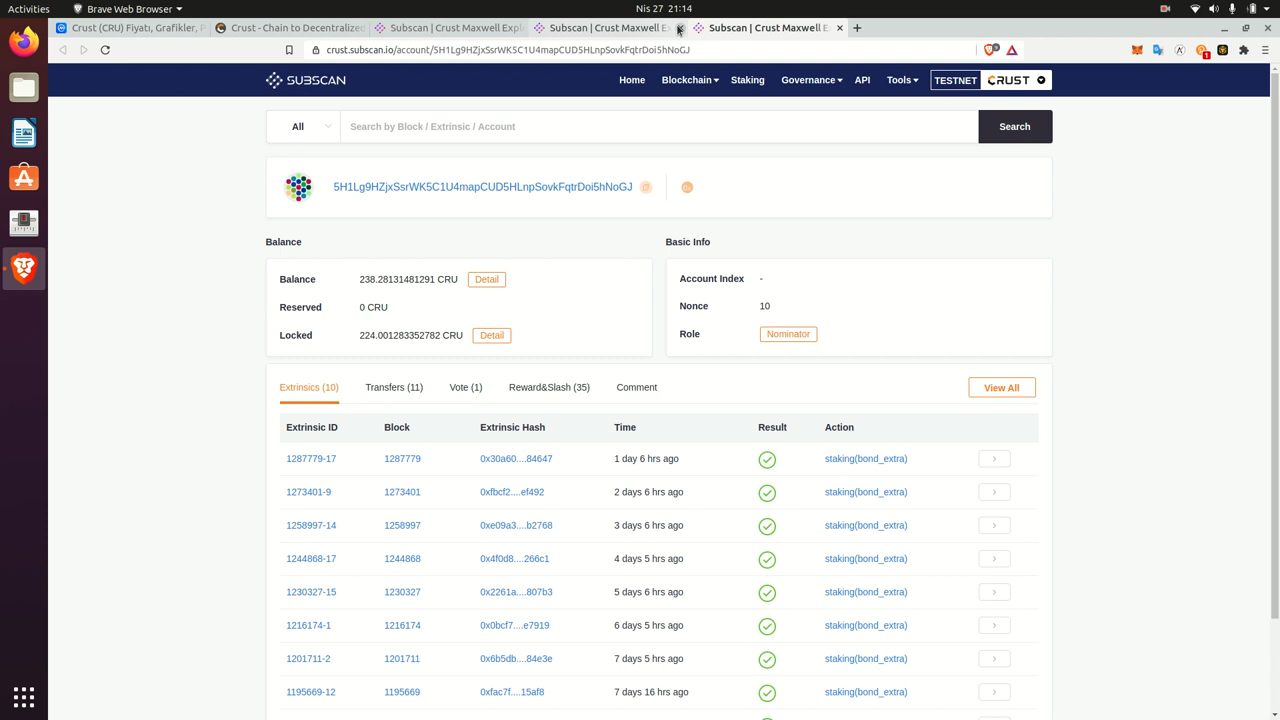 Activities
Brave Web Browser
Nis 27 21:14
Crust (CRU) Fiyatı, Grafikler, P
Crust - Chain to Decentralized
Subscan | Crust Maxwell Expl
Subscan | Crust Maxwell E
Subscan | Crust Maxwell E
crust.subscan.io/account/5H1Lg9HZjxSsrWK5C1U4mapCUD5HLnpSovkFqtrDoi5hNoGJ
1
SUBSCAN
Home
Blockchain
Staking
Governance
API
Tools
TESTNET
CRUST
All
Search by Block / Extrinsic / Account
Search
5H1Lg9HZjxSsrWK5C1U4mapCUD5HLnpSovkFqtrDoi5hNoGJ
Balance
Balance 238.28131481291 CRU Detail
Reserved 0 CRU
Locked 224.001283352782 CRU Detail
Basic Info
Account Index -
Nonce 10
Role Nominator
Extrinsics (10) Transfers (11) Vote (1) Reward&Slash (35) Comment View All
Extrinsic ID Block Extrinsic Hash Time Result Action
1287779-17 1287779 0x30a60....84647 1 day 6 hrs ago staking(bond_extra)
1273401-9 1273401 0xfbcf2....ef492 2 days 6 hrs ago staking(bond_extra)
1258997-14 1258997 0xe09a3....b2768 3 days 6 hrs ago staking(bond_extra)
1244868-17 1244868 0x4f0d8....266c1 4 days 5 hrs ago staking(bond_extra)
1230327-15 1230327 0x2261a....807b3 5 days 6 hrs ago staking(bond_extra)
1216174-1 1216174 0x0bcf7....e7919 6 days 5 hrs ago staking(bond_extra)
1201711-2 1201711 0x6b5db....84e3e 7 days 5 hrs ago staking(bond_extra)
1195669-12 1195669 0xfac7f....15af8 7 days 16 hrs ago staking(bond_extra)